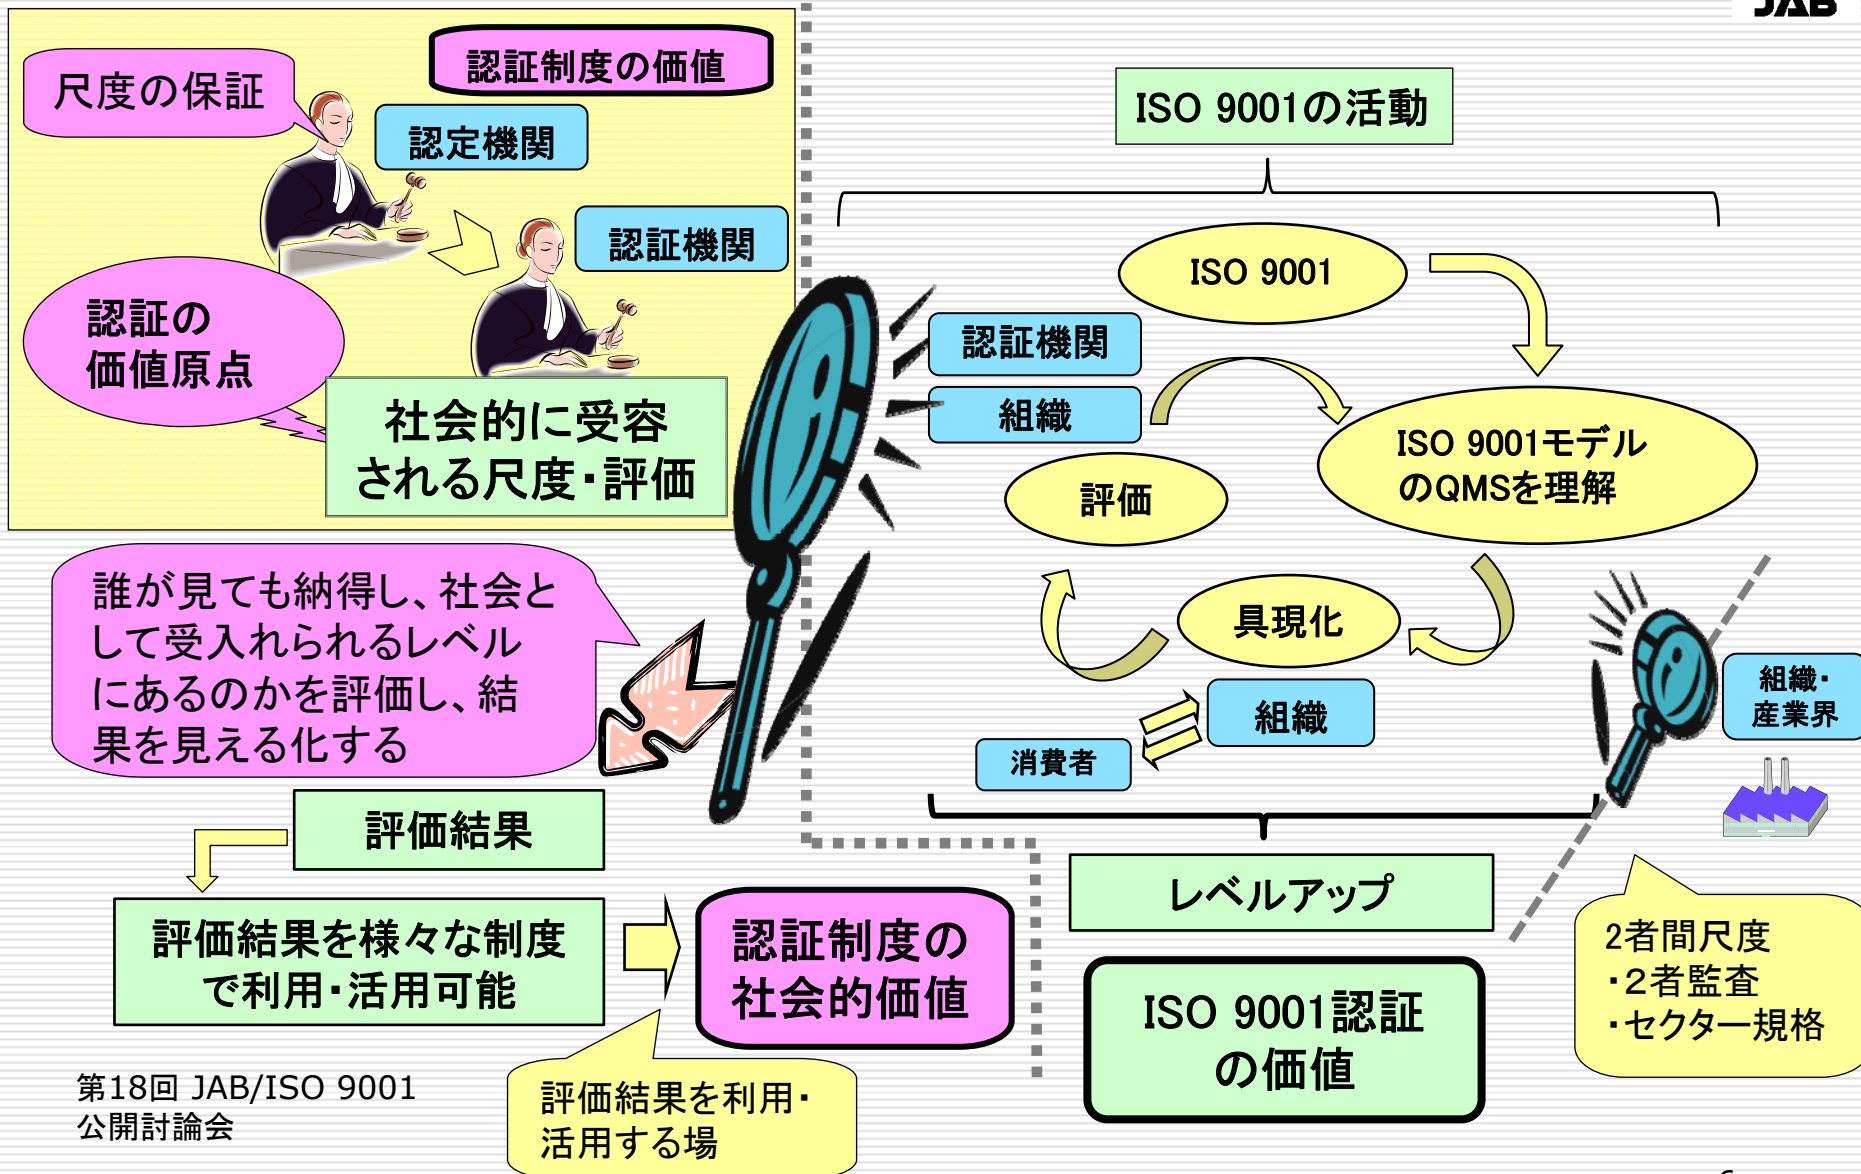 JAB
認証制度の価値
尺度の保証
認定機関
認証機関
認証の
価値原点
社会的に受容
される尺度・評価
誰が見ても納得し、社会と
して受入れられるレベル
にあるのかを評価し、結
果を見える化する
評価結果
評価結果を様々な制度
で利用・活用可能
認証制度の
社会的価値
評価結果を利用・
活用する場
第18回 JAB/ISO 9001
公開討論会
ISO 9001の活動
ISO 9001
認証機関
組織
ISO 9001モデル
のQMSを理解
評価
具現化
組織
消費者
組織・
産業界
レベルアップ
ISO 9001認証
の価値
2者間尺度
・2者監査
・セクター規格